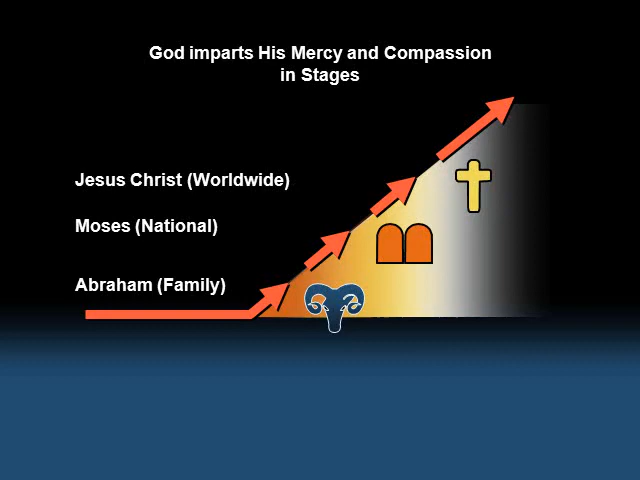 God imparts His Mercy and Compassion
in Stages
Jesus Christ (Worldwide)
Moses (National)
Abraham (Family)